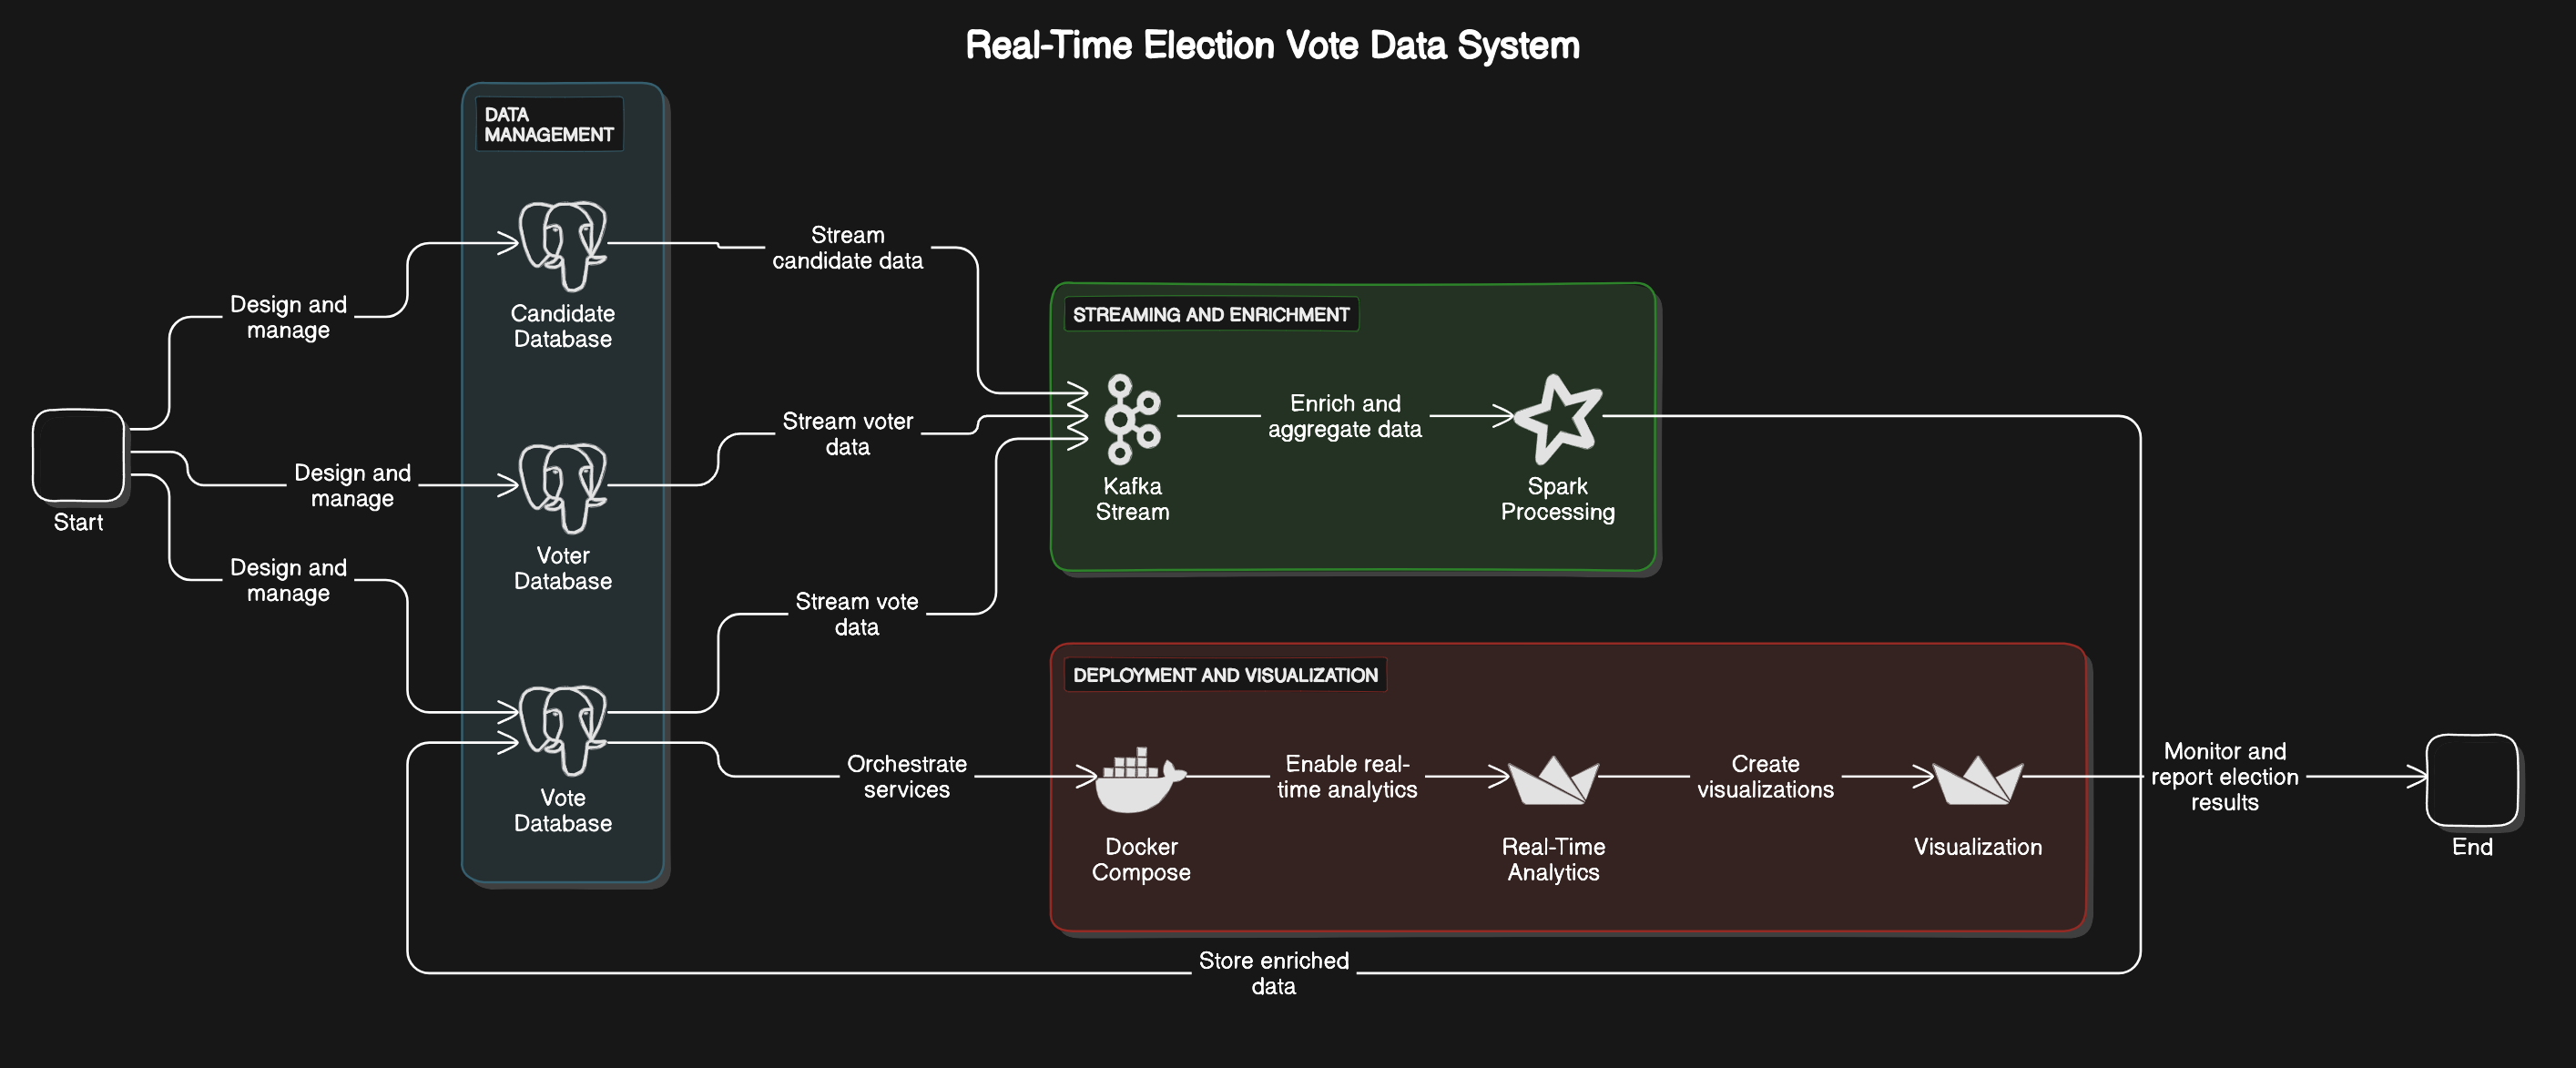 Real-Time Election Vote Data System
DATA
MANAGEMENT
Candidate
Database
Voter
Database
Vote
Database
Start
Design and
manage
Design and
manage
Design and
manage
Stream
candidate data
Stream voter
data
Stream vote
data
Orchestrate
services
STREAMING AND ENRICHMENT
Kafka
Stream
Enrich and
aggregate data
Spark
Processing
DEPLOYMENT AND VISUALIZATION
Docker
Compose
Enable real-
time analytics
Real-Time
Analytics
Create
visualizations
Visualization
Monitor and
report election
results
End
Store enriched
data